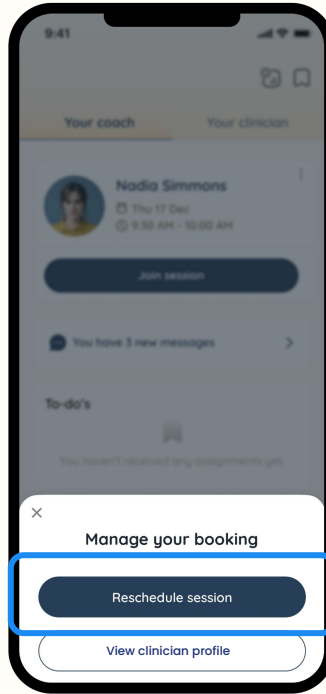 9:41
Your coach
Your clinician
Nadia Simmons
Thu 17 Dec
9:30 AM - 10:00 AM
Join session
You have 3 new messages
To-do's
You haven't received any assignments yet
Manage your booking
Reschedule session
View clinician profile